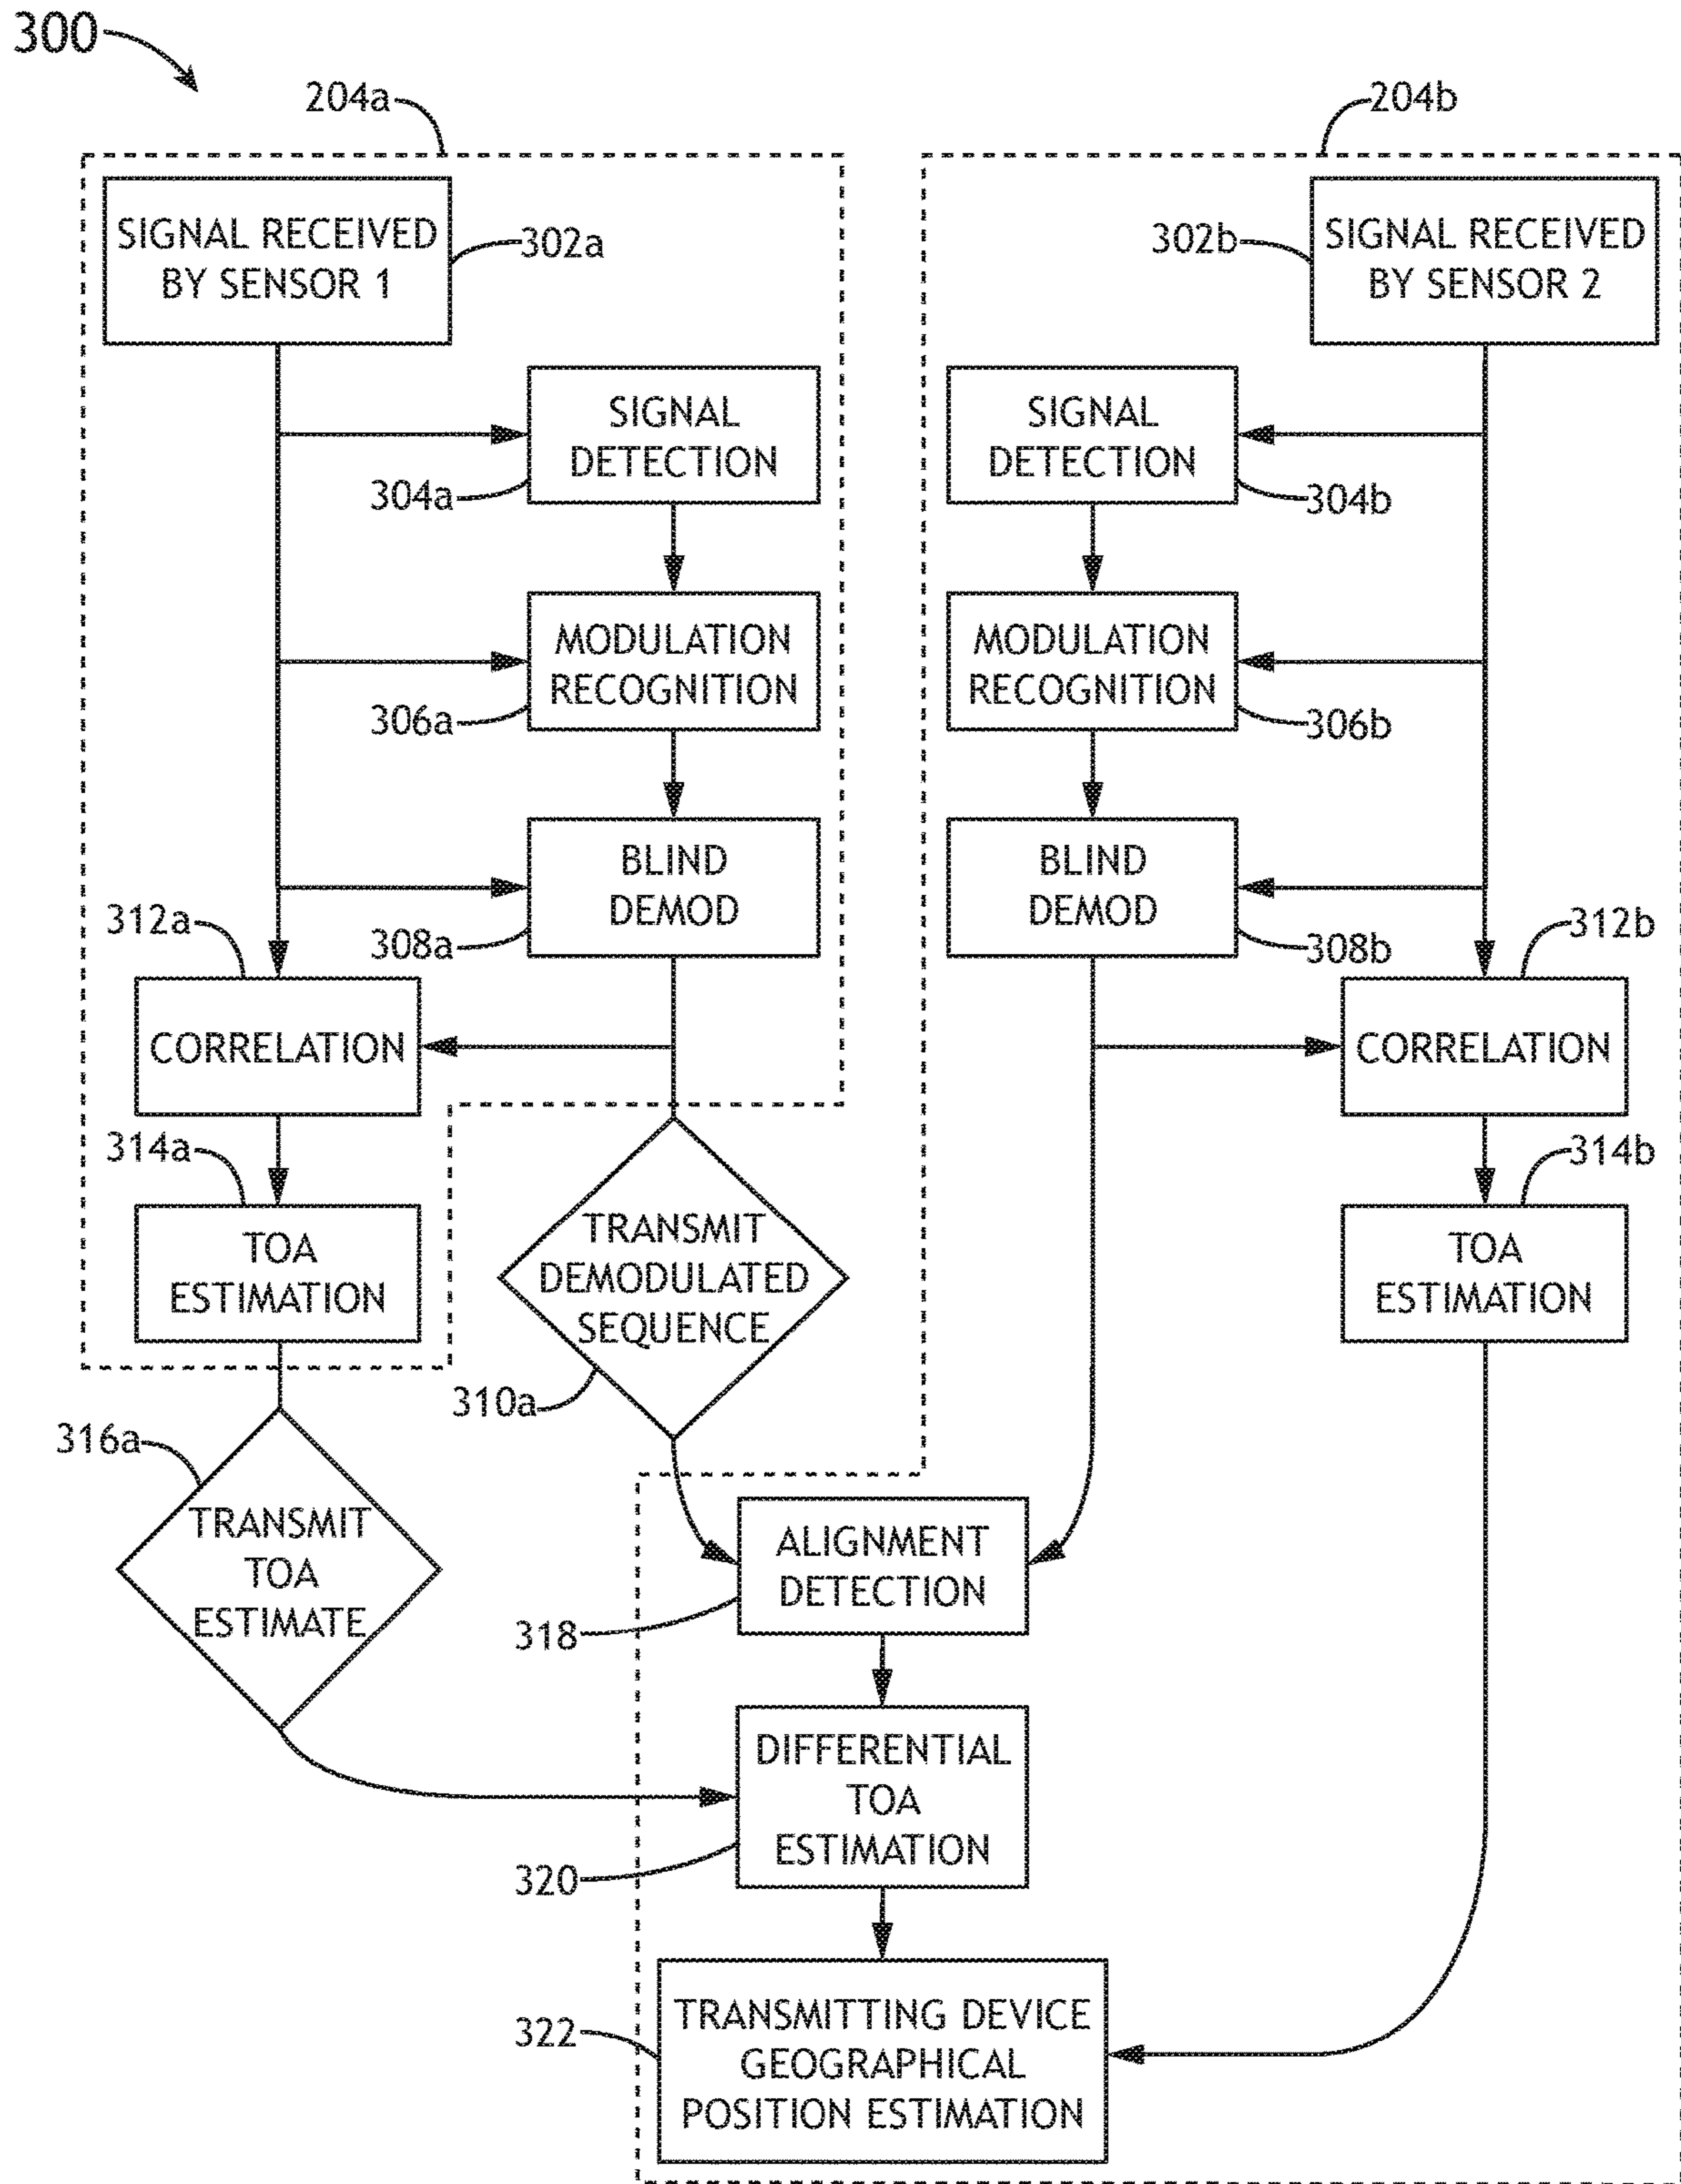 300
204a
204b
SIGNAL RECEIVED
BY SENSOR 1
302a
302b
SIGNAL RECEIVED
BY SENSOR 2
SIGNAL
DETECTION
304a
SIGNAL
DETECTION
304b
MODULATION
RECOGNITION
306a
MODULATION
RECOGNITION
306b
BLIND
DEMOD
308a
BLIND
DEMOD
308b
312a
CORRELATION
312b
CORRELATION
314a
TOA
ESTIMATION
TRANSMIT
DEMODULATED
SEQUENCE
310a
314b
TOA
ESTIMATION
316a
TRANSMIT
TOA
ESTIMATE
ALIGNMENT
DETECTION
318
DIFFERENTIAL
TOA
ESTIMATION
320
322
TRANSMITTING DEVICE
GEOGRAPHICAL
POSITION ESTIMATION